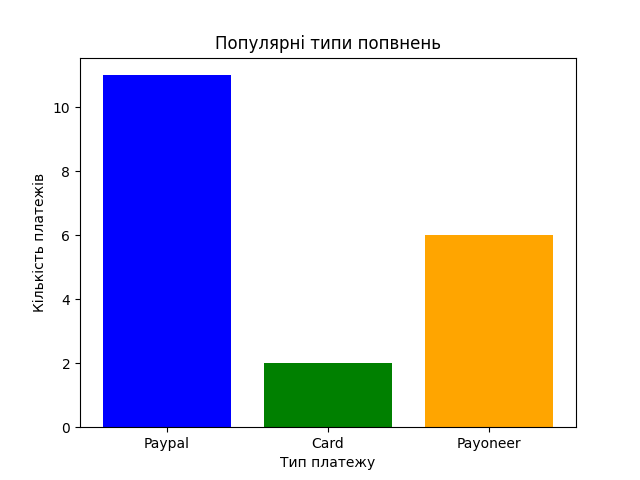 Популярні типи попвнень
Кількість платежів
10
8
6
4
2
0
Paypal
Card
Payoneer
Тип платежу